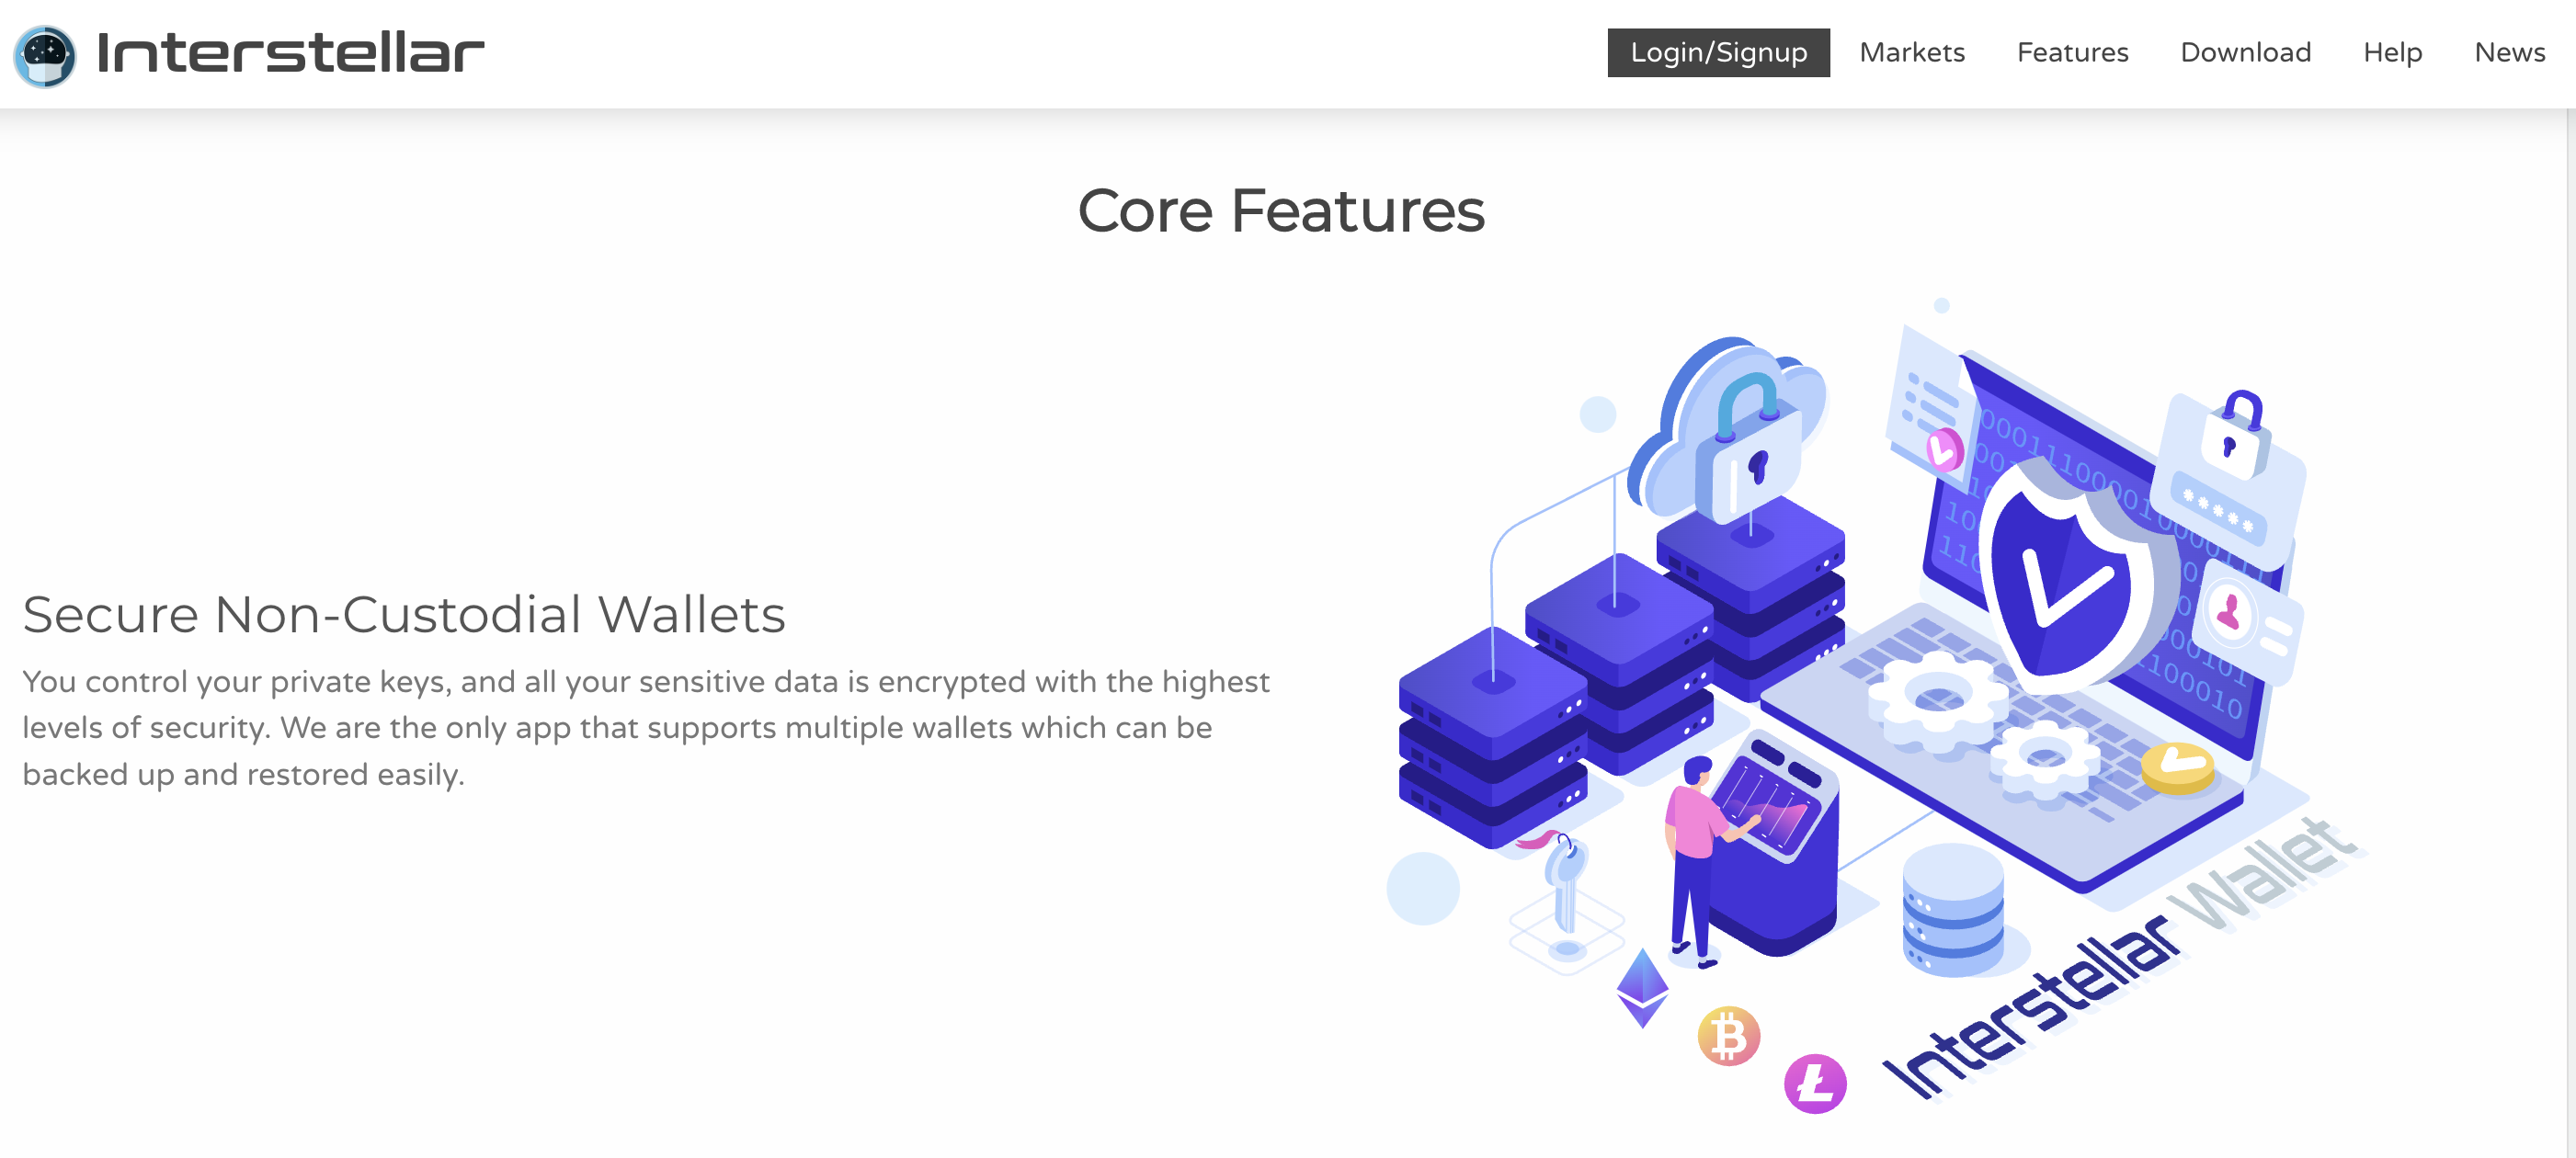 Interstellar
Login/Signup Markets Features Download Help News
Core Features
Secure Non-Custodial Wallets
You control your private keys, and all your sensitive data is encrypted with the highest
levels of security. We are the only app that supports multiple wallets which can be
backed up and restored easily.
Interstellar Wallet